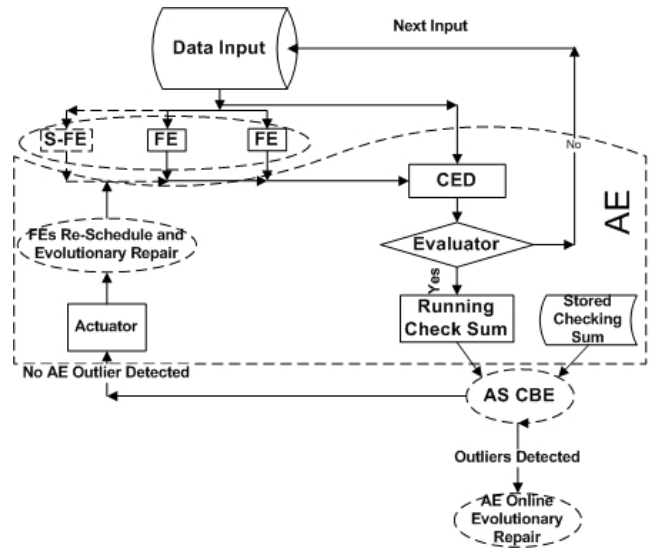 Next Input
Data Input
S-FE
FE
FE
No
CED
AE
FEs Re-Schedule and
Evolutionary Repair
Evaluator
Yes
Actuator
Running
Check Sum
Stored
Checking
Sum
No AE Outlier Detected
AS CBE
Outliers Detected
AE Online
Evolutionary
Repair